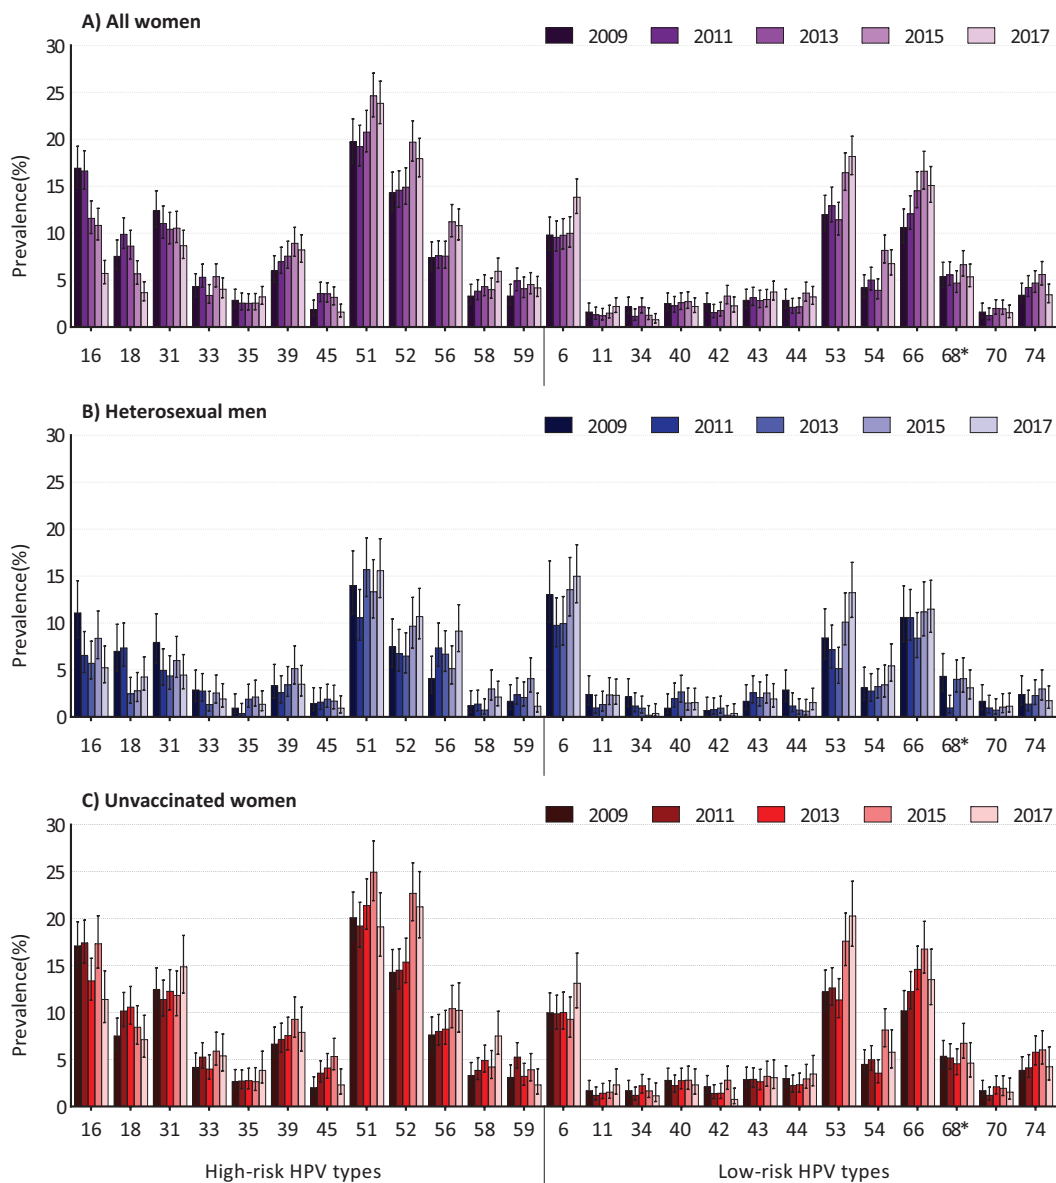 A) All women
2009 2011 2013 2015 2017
Prevalence(%)
30
25
20
15
10
5
0
16 18 31 33 35 39 45 51 52 56 58 59 6 11 34 40 42 43 44 53 54 66 68* 70 74
B) Heterosexual men
2009 2011 2013 2015 2017
Prevalence(%)
30
25
20
15
10
5
0
16 18 31 33 35 39 45 51 52 56 58 59 6 11 34 40 42 43 44 53 54 66 68* 70 74
C) Unvaccinated women
2009 2011 2013 2015 2017
Prevalence(%)
30
25
20
15
10
5
0
16 18 31 33 35 39 45 51 52 56 58 59 6 11 34 40 42 43 44 53 54 66 68* 70 74
High-risk HPV types Low-risk HPV types